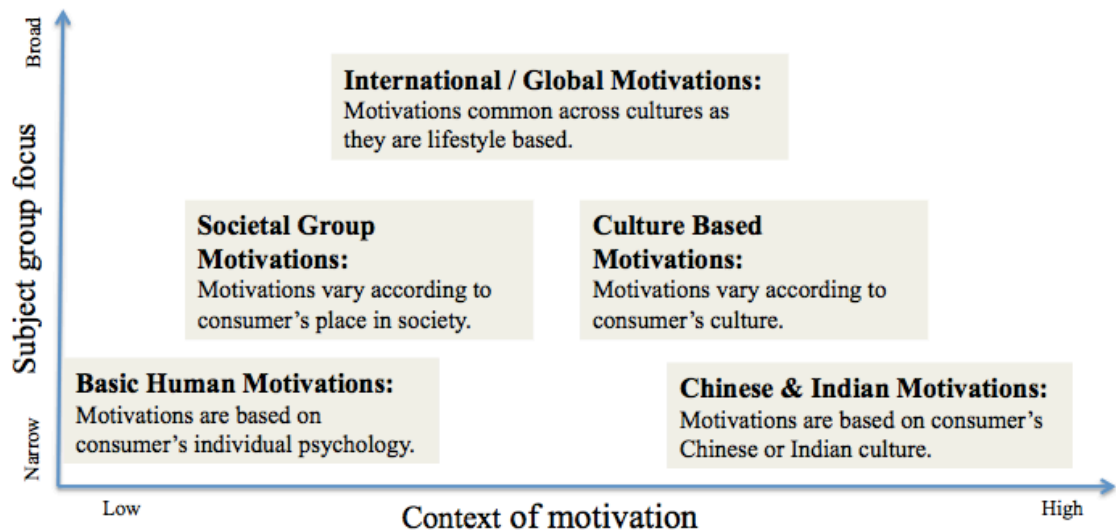 Broad
Subject group focus
Narrow
International / Global Motivations:
Motivations common across cultures as
they are lifestyle based.
Societal Group
Motivations:
Motivations vary according to
consumer's place in society.
Culture Based
Motivations:
Motivations vary according to
consumer's culture.
Basic Human Motivations:
Motivations are based on
consumer's individual psychology.
Chinese & Indian Motivations:
Motivations are based on consumer's
Chinese or Indian culture.
Low
Context of motivation
High